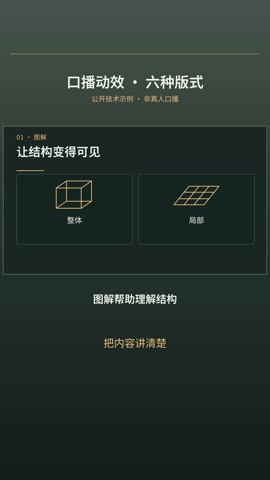 口播动效 · 六种版式
公开技术示例 · 非真人口播
01 · 图解
让结构变得可见
整体
局部
图解帮助理解结构
把内容讲清楚